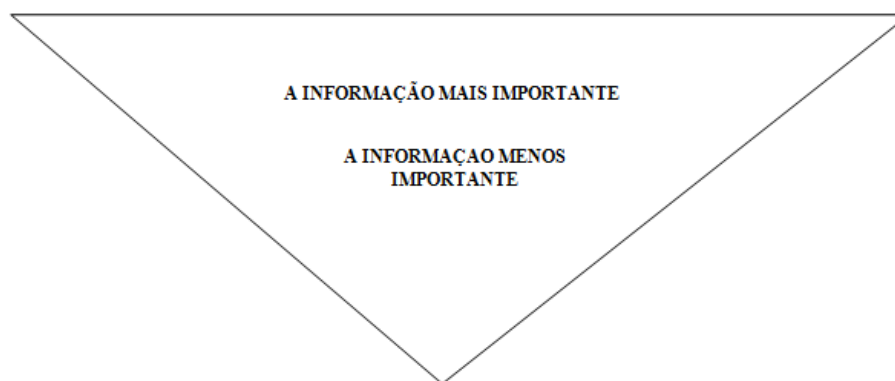 A INFORMAÇÃO MAIS IMPORTANTE
A INFORMAÇAO MENOS
IMPORTANTE